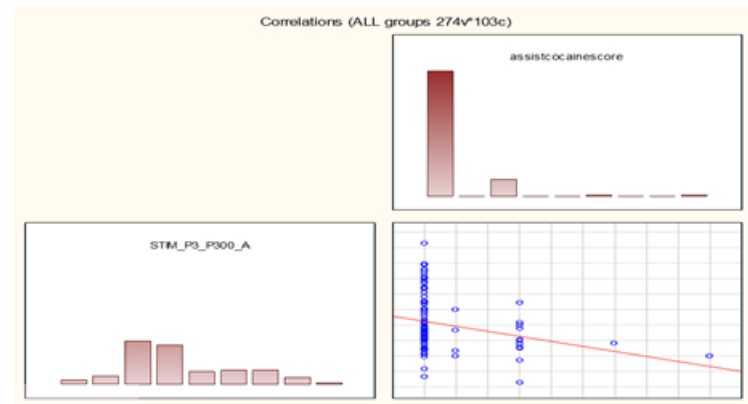 Correlations (ALL groups 274v*103c)
assistcocainescore
STIM_P3_P300_A